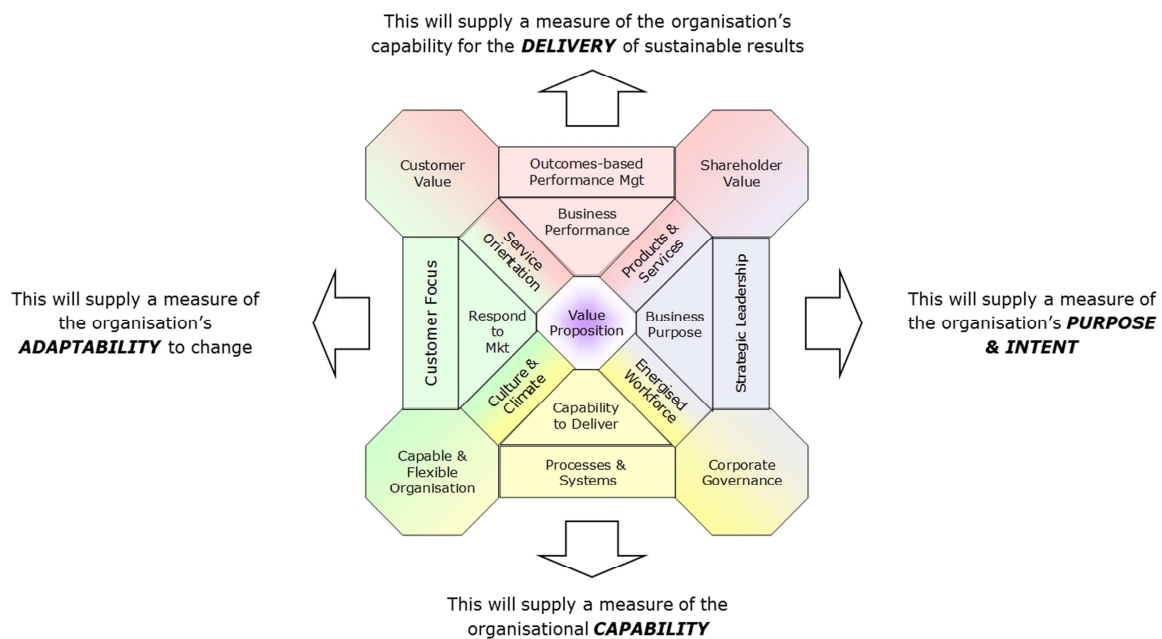 This will supply a measure of the organisation's
capability for the DELIVERY of sustainable results
Customer
Value
Outcomes-based
Performance Mgt
Shareholder
Value
Business
Performance
Service
orientation
Products &
Services
Customer Focus
Respond
to
Mkt
Value
Proposition
Business
Purpose
Strategic Leadership
This will supply a measure of
the organisation's
ADAPTABILITY to change
This will supply a measure of
the organisation's PURPOSE
& INTENT
Culture &
Climate
Energised
Workforce
Capability
to Deliver
Capable &
Flexible
Organisation
Processes &
Systems
Corporate
Governance
This will supply a measure of the
organisational CAPABILITY